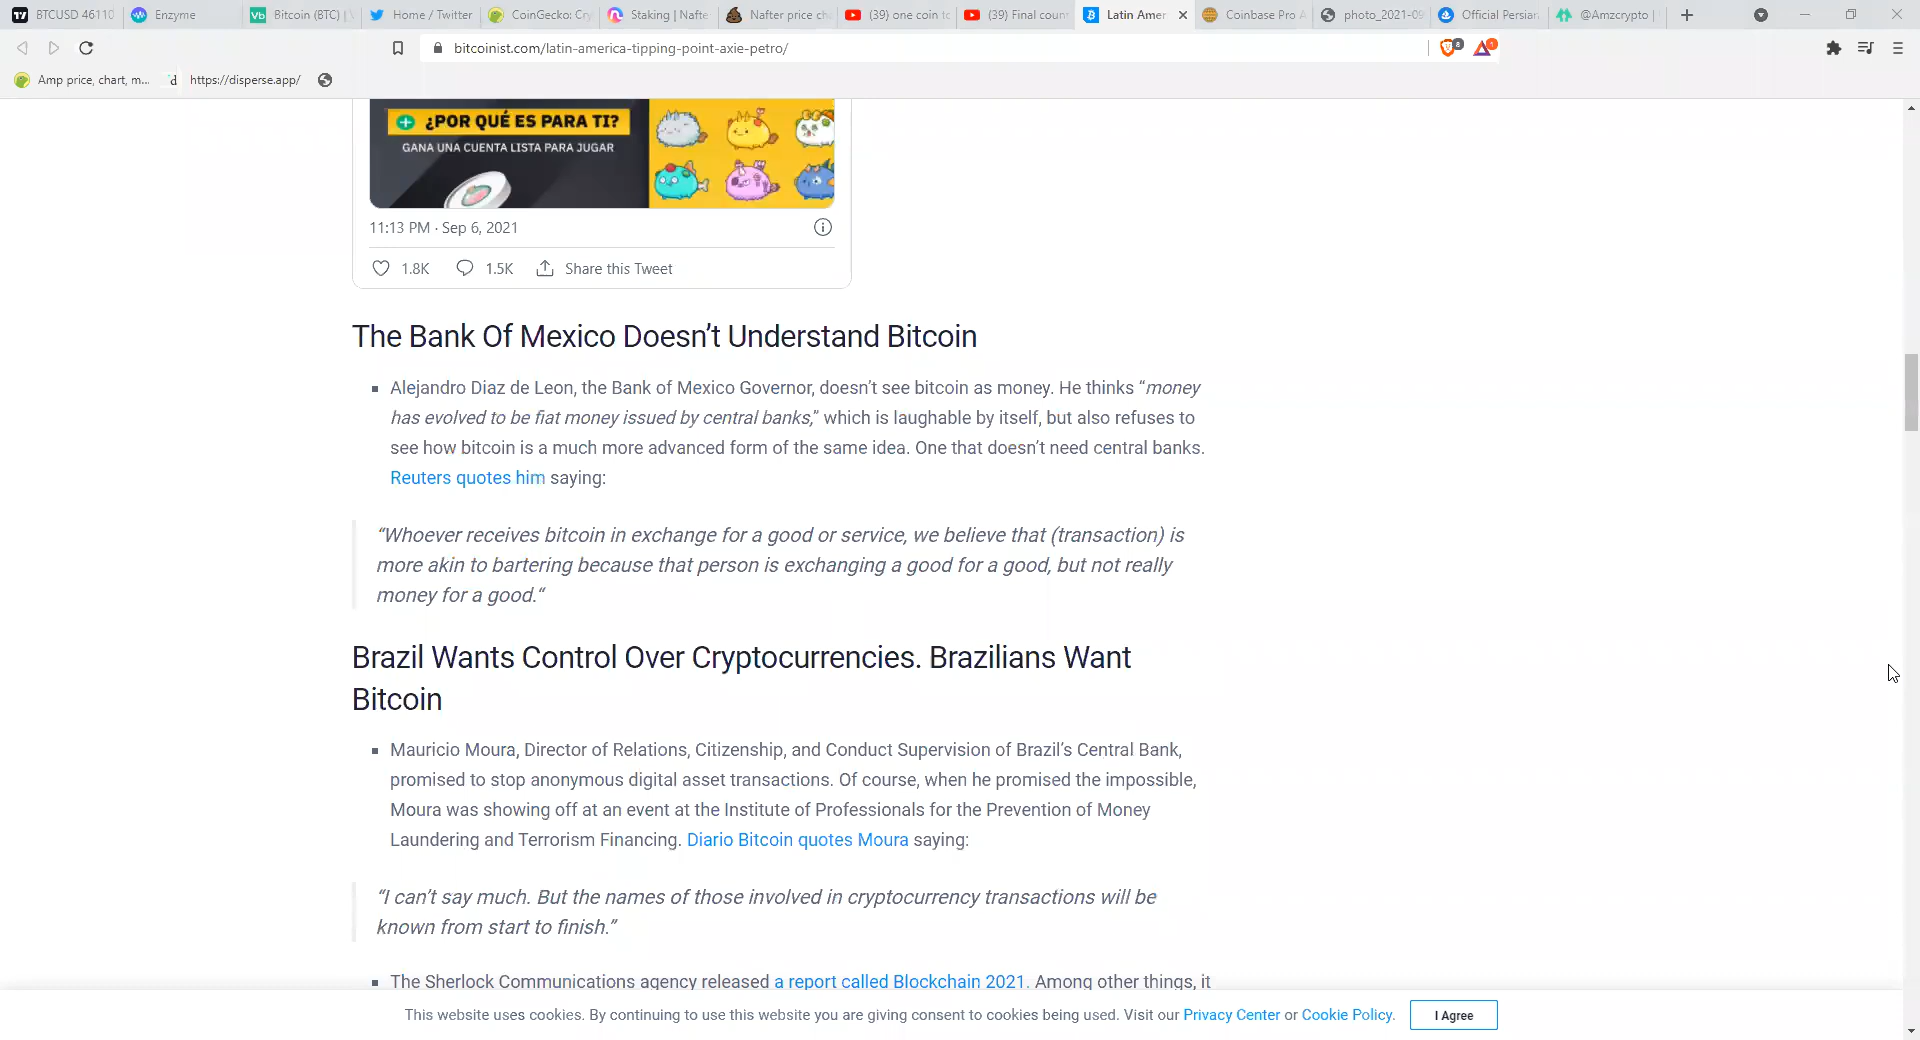 BTCUSD 46110
Enzyme
Vb Bitcoin (BTC) |
Home / Twitter
CoinGecko: Cry
Staking | Nafte
Nafter price cha
(39) one coin to
(39) Final coun
Latin Amer
Coinbase Pro A
photo_2021-09
Official Persian
@Amzcrypto |
bitcoinist.com/latin-america-tipping-point-axie-petro/
8
1
Amp price, chart, m...
d https://disperse.app/
¿POR QUÉ ES PARA TI?
GANA UNA CUENTA LISTA PARA JUGAR
11:13 PM · Sep 6, 2021
1.8K 1.5K Share this Tweet
The Bank Of Mexico Doesn’t Understand Bitcoin
Alejandro Diaz de Leon, the Bank of Mexico Governor, doesn’t see bitcoin as money. He thinks “money
has evolved to be fiat money issued by central banks,” which is laughable by itself, but also refuses to
see how bitcoin is a much more advanced form of the same idea. One that doesn’t need central banks.
Reuters quotes him saying:
“Whoever receives bitcoin in exchange for a good or service, we believe that (transaction) is
more akin to bartering because that person is exchanging a good for a good, but not really
money for a good.“
Brazil Wants Control Over Cryptocurrencies. Brazilians Want
Bitcoin
Mauricio Moura, Director of Relations, Citizenship, and Conduct Supervision of Brazil’s Central Bank,
promised to stop anonymous digital asset transactions. Of course, when he promised the impossible,
Moura was showing off at an event at the Institute of Professionals for the Prevention of Money
Laundering and Terrorism Financing. Diario Bitcoin quotes Moura saying:
“I can’t say much. But the names of those involved in cryptocurrency transactions will be
known from start to finish.”
The Sherlock Communications agency released a report called Blockchain 2021. Among other things, it
This website uses cookies. By continuing to use this website you are giving consent to cookies being used. Visit our Privacy Center or Cookie Policy.
I Agree